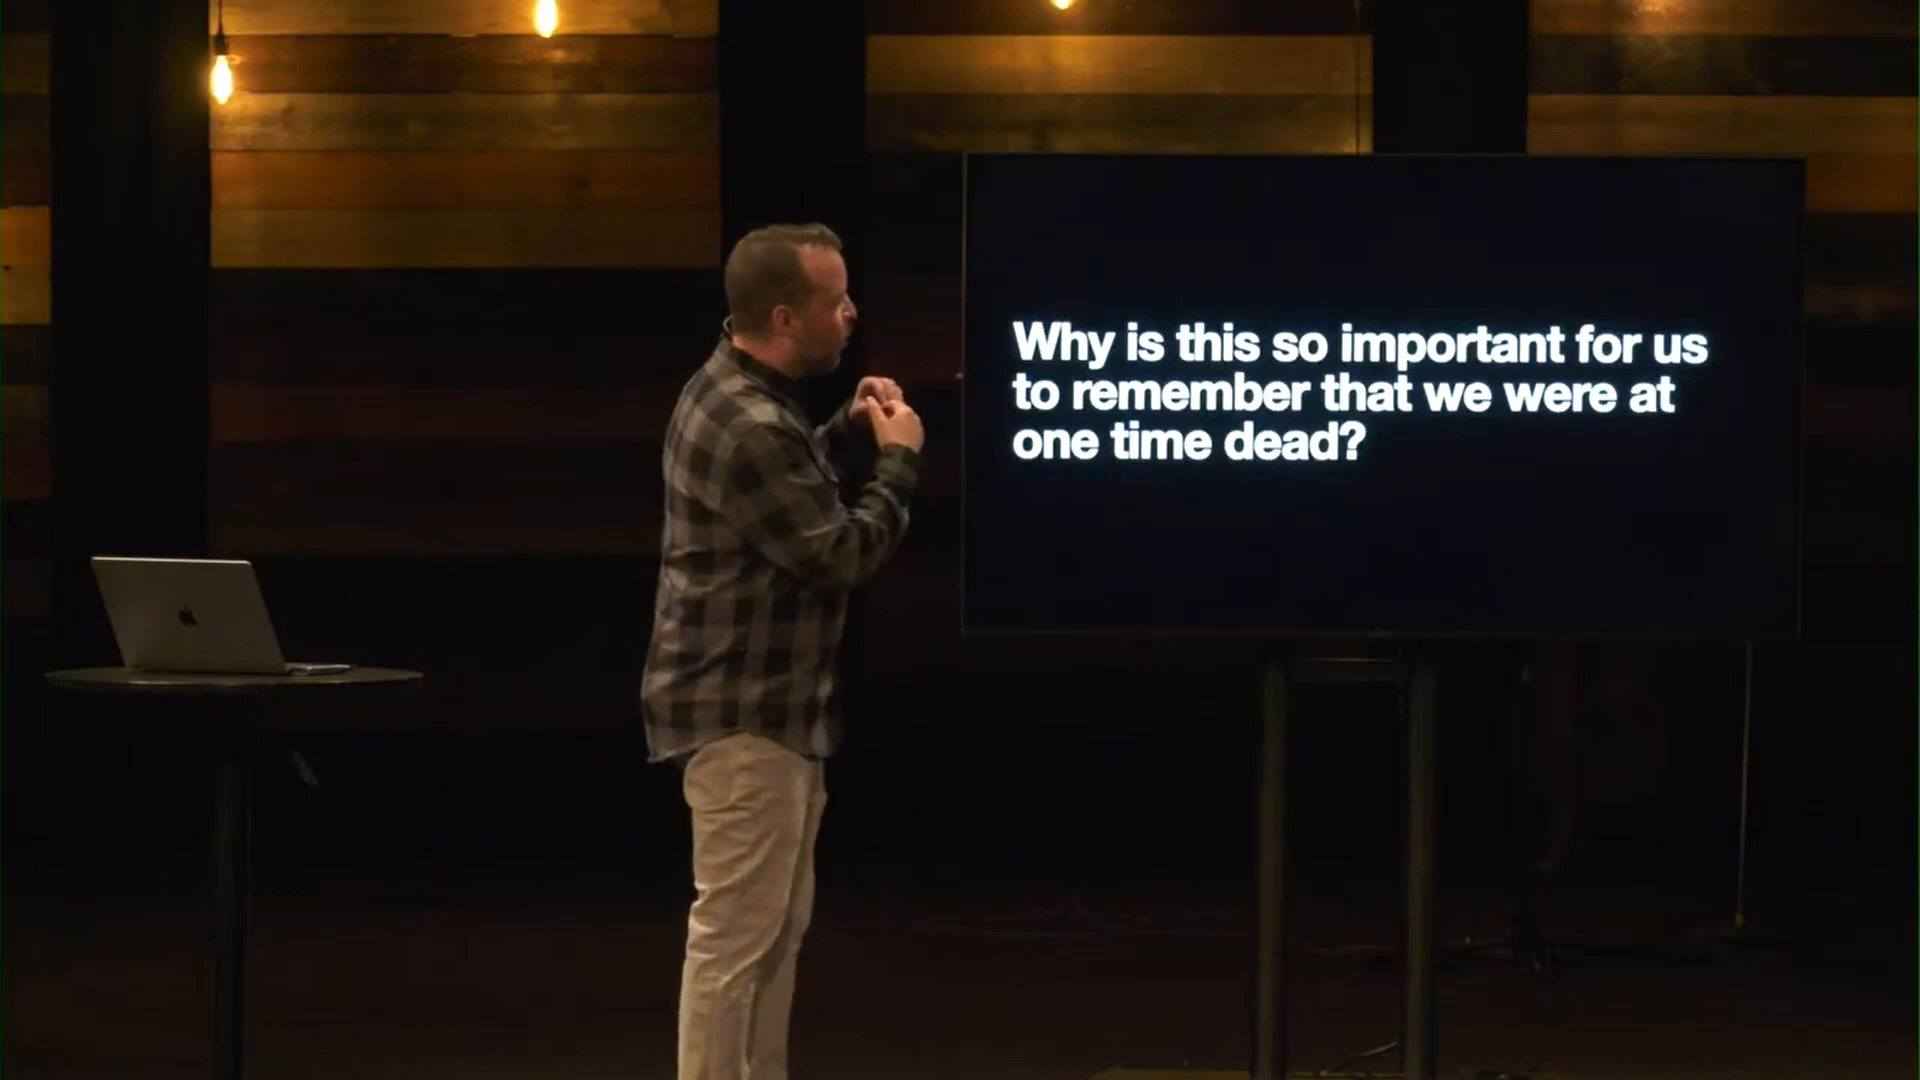 Why is this so important for us
to remember that we were at
one time dead?